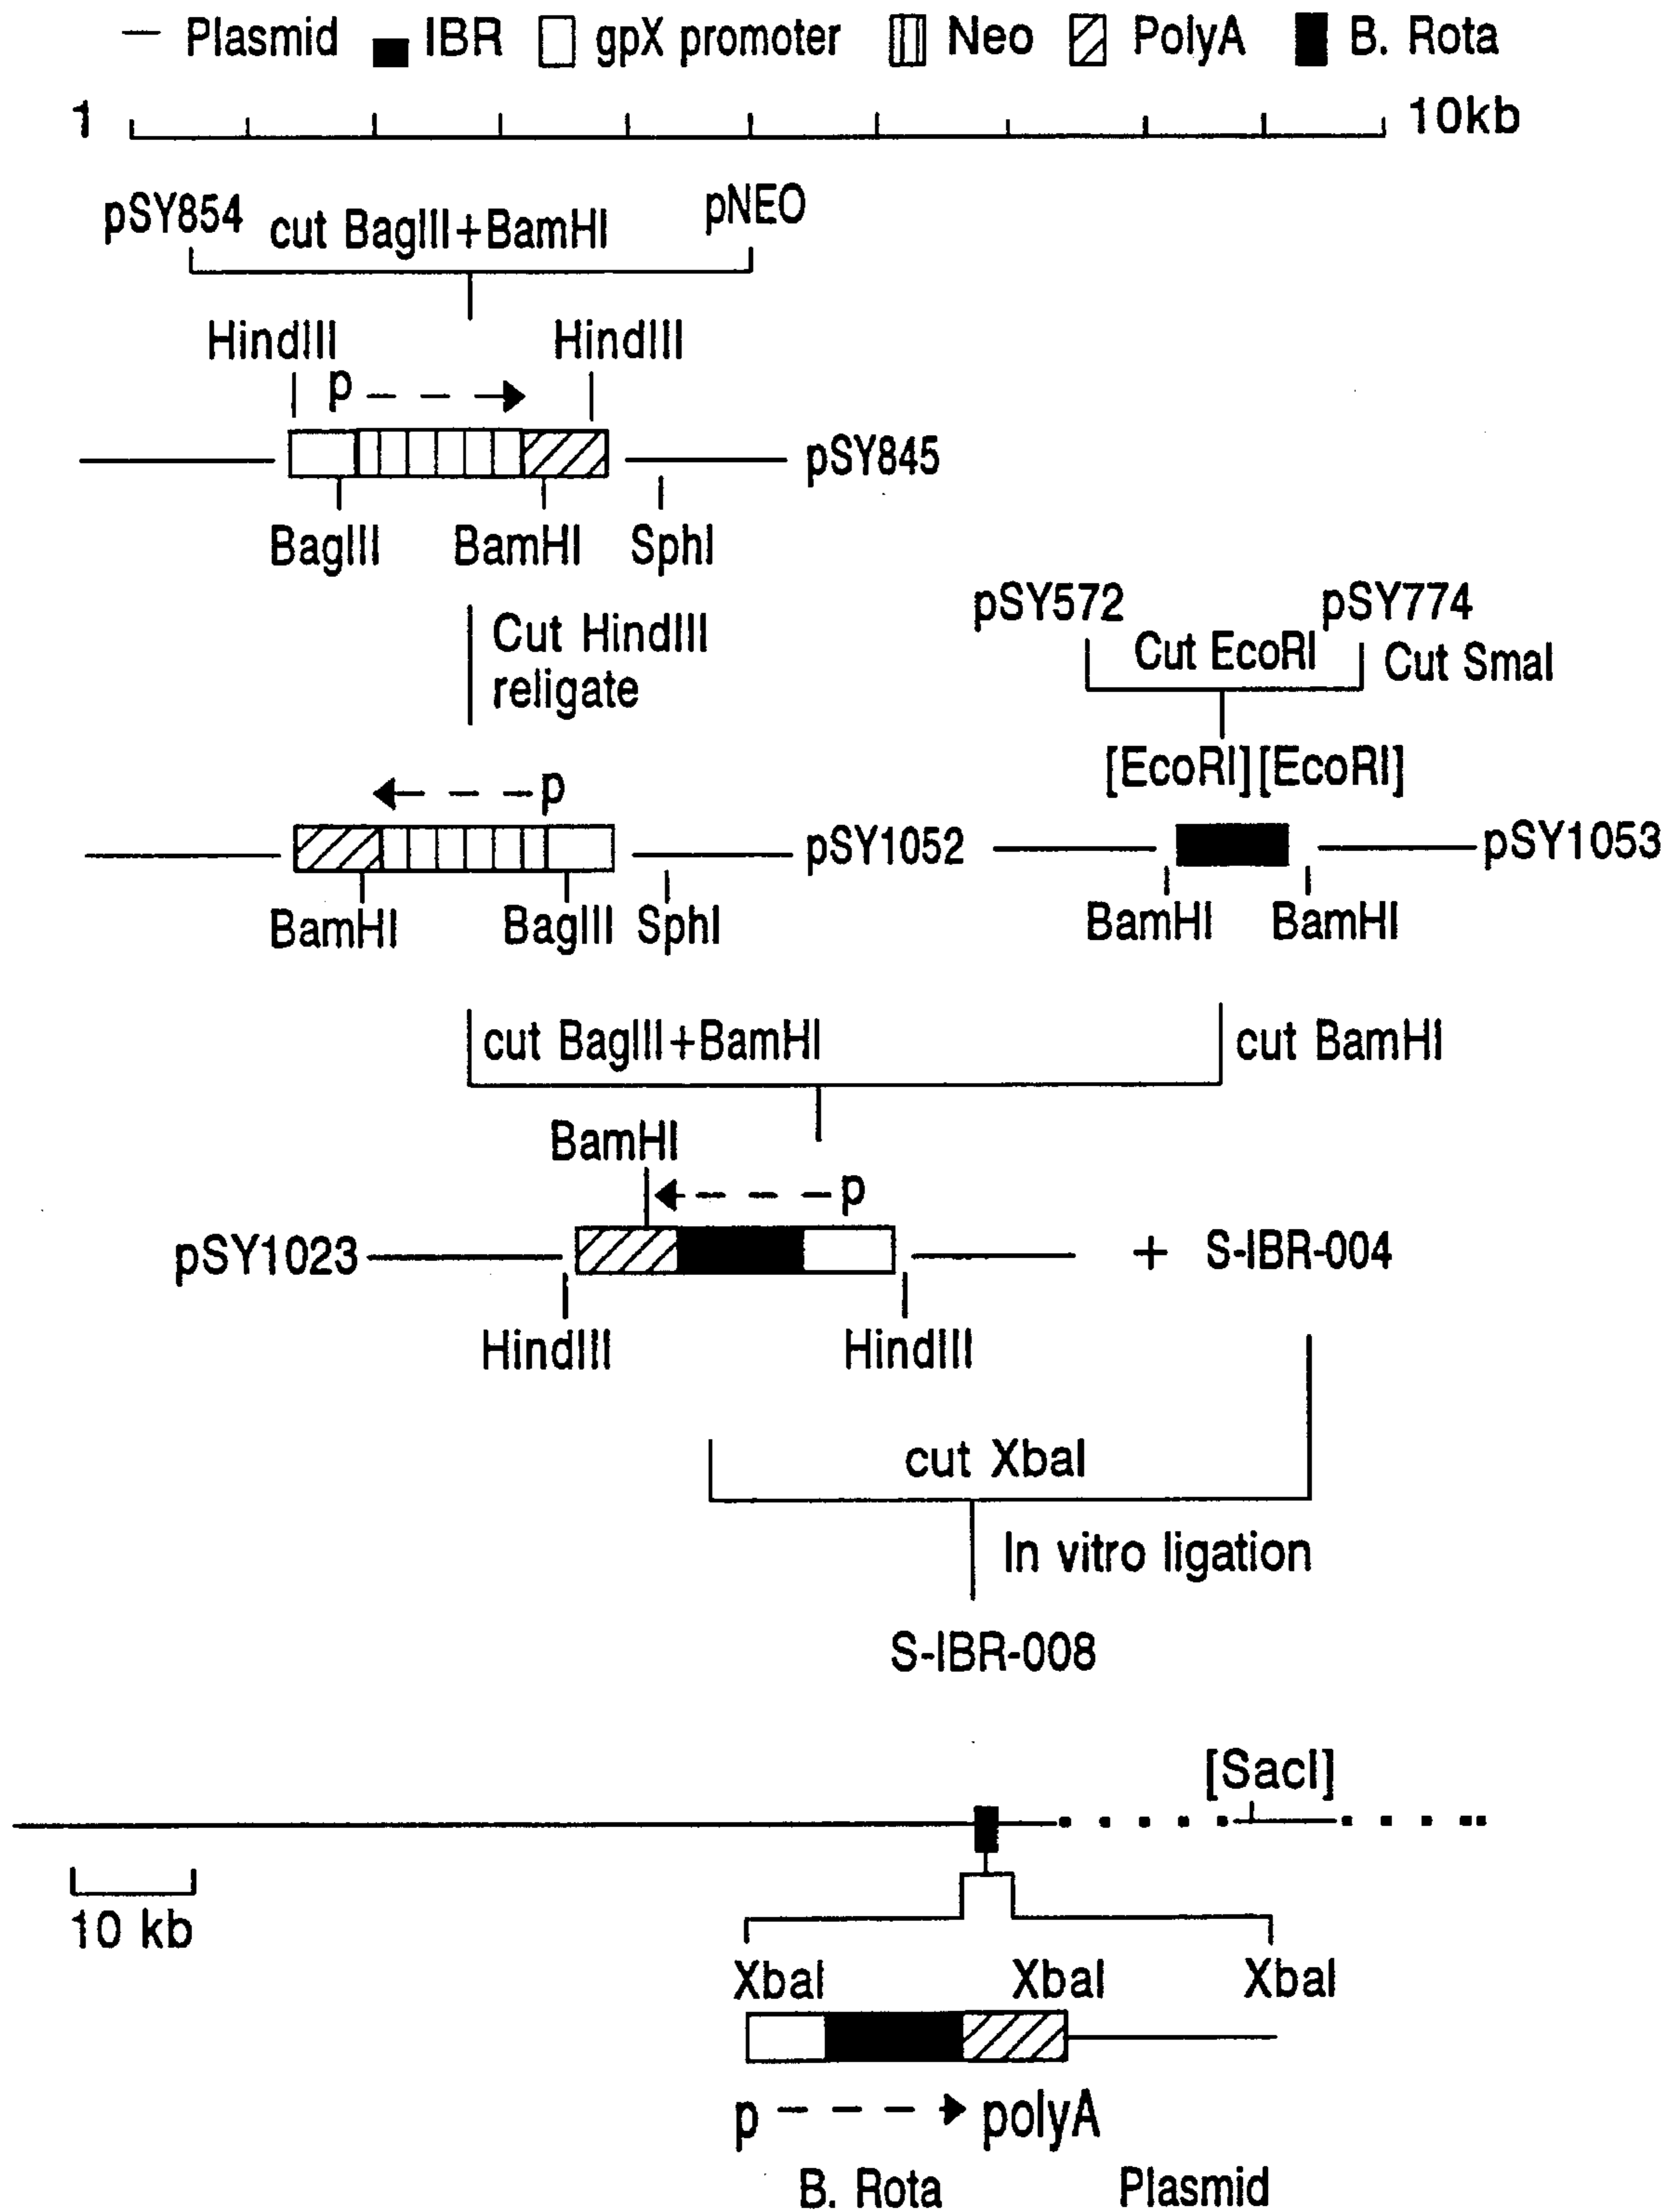 Plasmid IBR gpX promoter Neo PolyA B. Rota
1 10kb
pSY854 cut BagIII+BamHI pNEO
HindIII HindIII
p
pSY845
BagIII BamHI SphI
Cut HindIII
religate
pSY572 pSY774
Cut EcoRI Cut SmaI
[EcoRI][EcoRI]
p
pSY1052 pSY1053
BamHI BagIII SphI BamHI BamHI
cut BagIII+BamHI cut BamHI
BamHI
p
pSY1023 + S-IBR-004
HindIII HindIII
cut XbaI
In vitro ligation
S-IBR-008
[SacI]
10 kb
XbaI XbaI XbaI
p polyA
B. Rota Plasmid